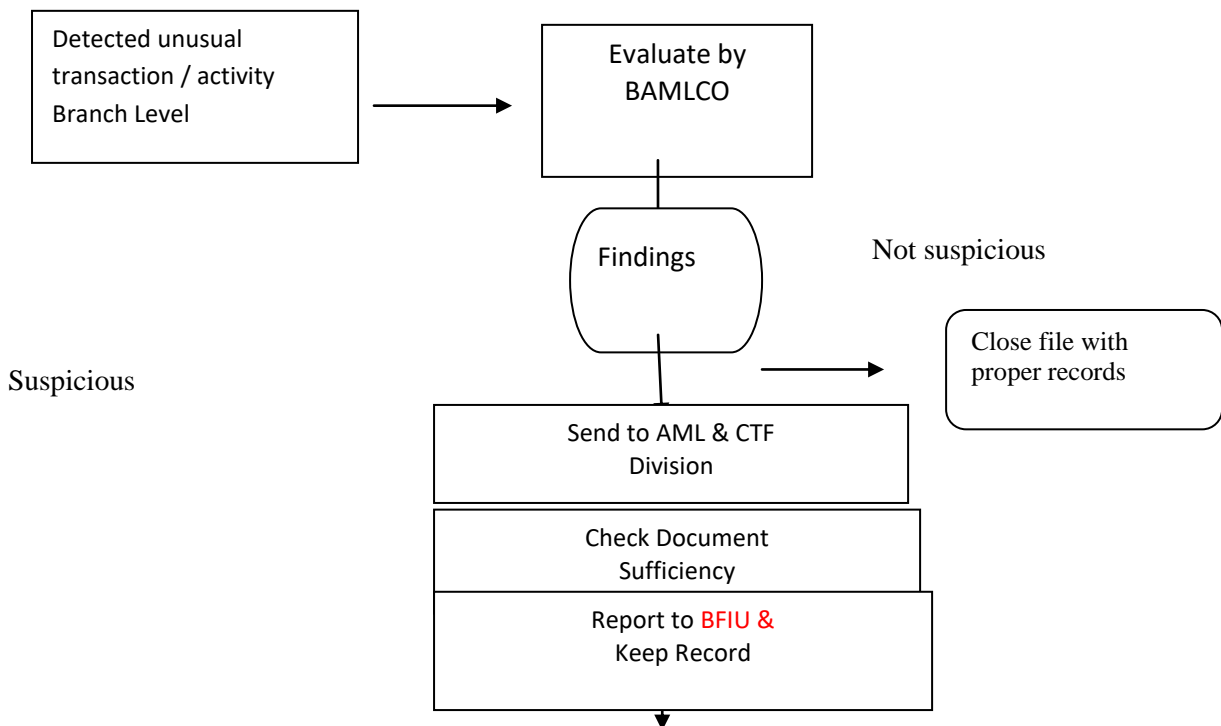 Detected unusual
transaction / activity
Branch Level
Evaluate by
BAMLCO
Findings
Not suspicious
Close file with
proper records
Suspicious
Send to AML & CTF
Division
Check Document
Sufficiency
Report to BFIU &
Keep Record